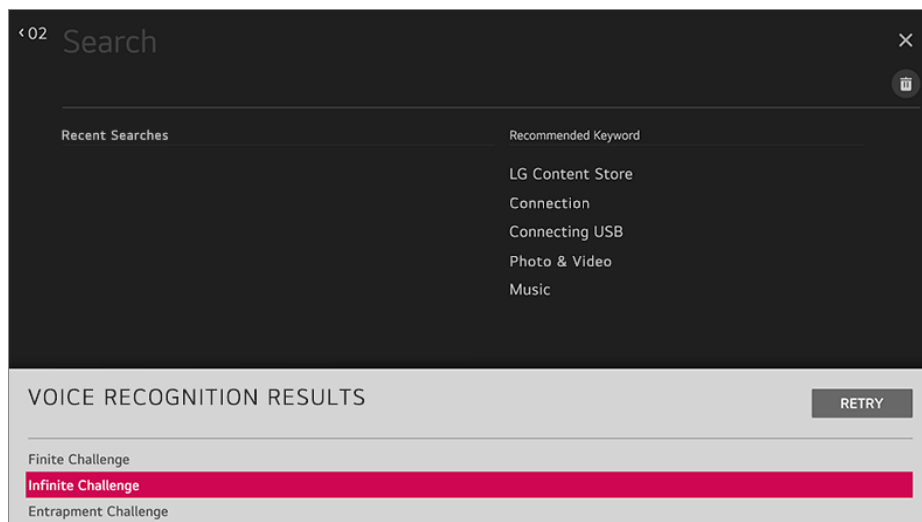 ‹02
Search
Recent Searches
Recommended Keyword
LG Content Store
Connection
Connecting USB
Photo & Video
Music
VOICE RECOGNITION RESULTS
RETRY
Finite Challenge
Infinite Challenge
Entrapment Challenge